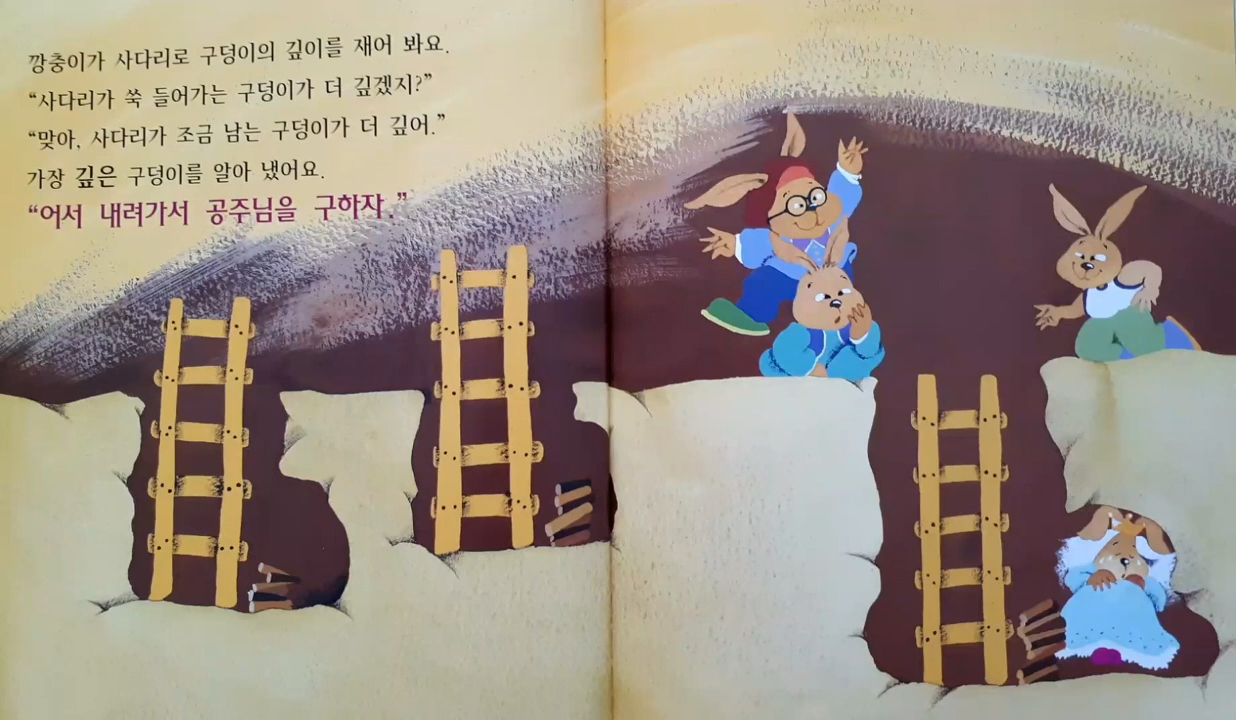 깡충이가 사다리로 구덩이의 깊이를 재어 봐요.
“사다리가 쑥 들어가는 구덩이가 더 깊겠지?”
“맞아, 사다리가 조금 남는 구덩이가 더 깊어.”
가장 깊은 구덩이를 알아 냈어요.
“어서 내려가서 공주님을 구하자.”